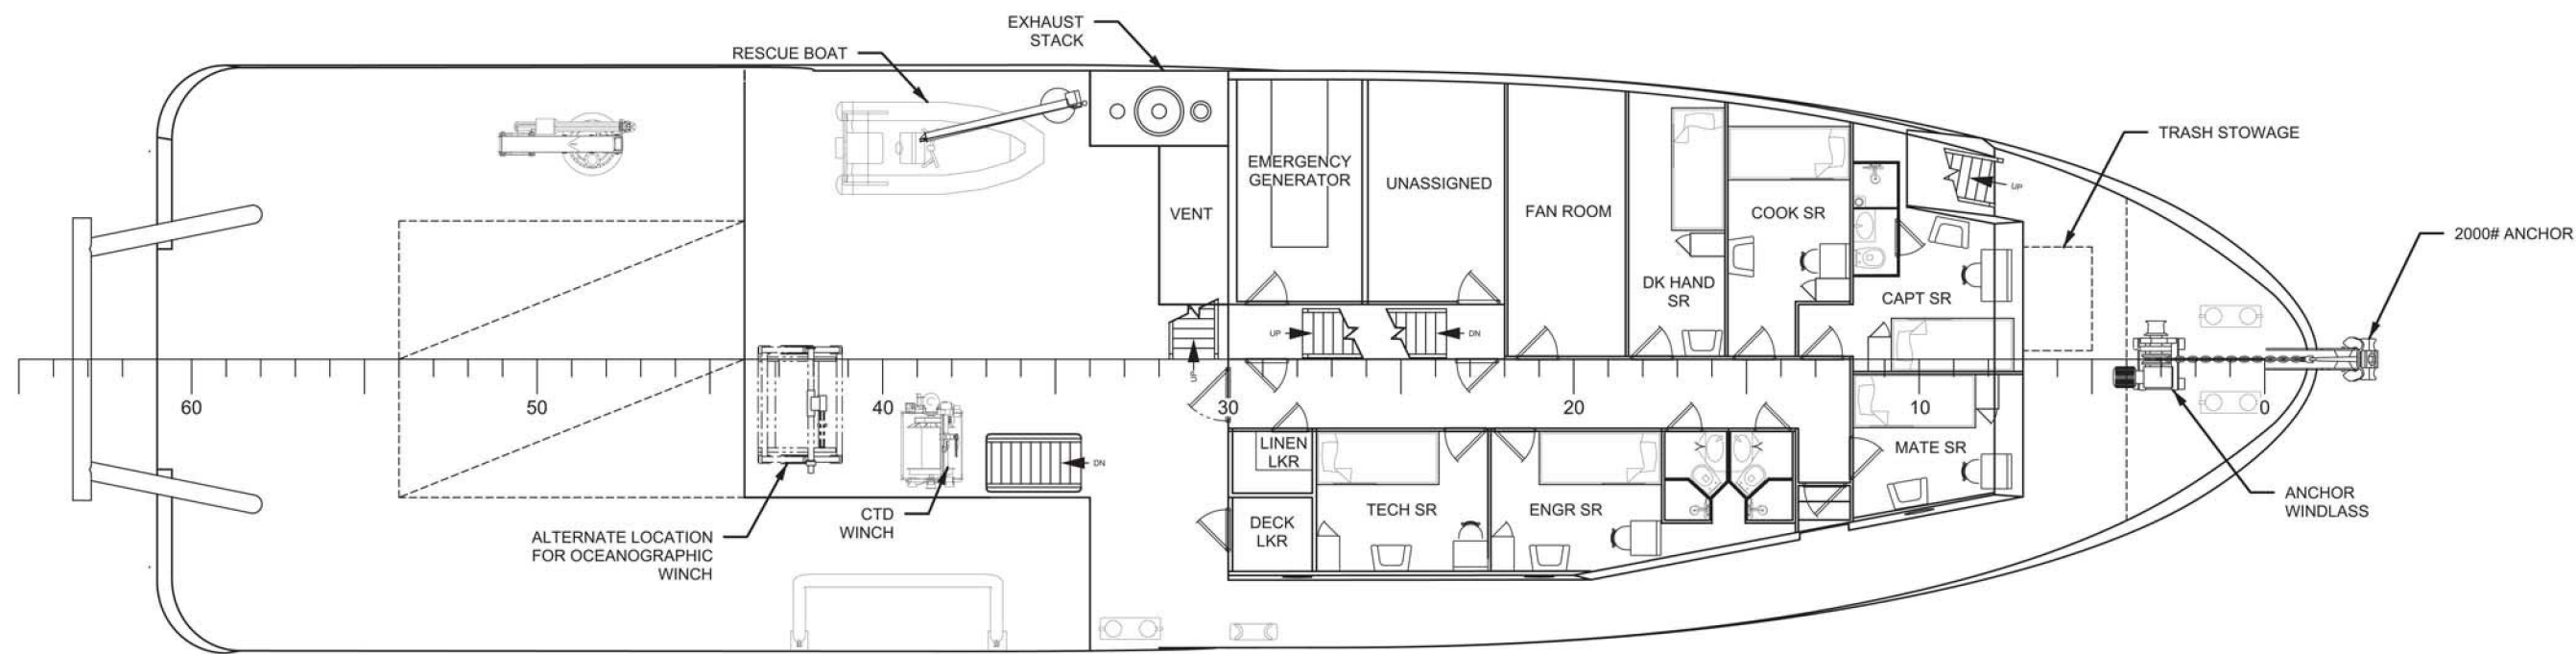 EXHAUST
STACK
RESCUE BOAT
TRASH STOWAGE
2000# ANCHOR
EMERGENCY
GENERATOR
UNASSIGNED
FAN ROOM
VENT
COOK SR
UP
DK HAND
SR
CAPT SR
UP
DN
UP
60
50
40
30
20
10
0
LINEN
LKR
MATE SR
DN
TECH SR
ENGR SR
DECK
LKR
CTD
WINCH
ALTERNATE LOCATION
FOR OCEANOGRAPHIC
WINCH
ANCHOR
WINDLASS